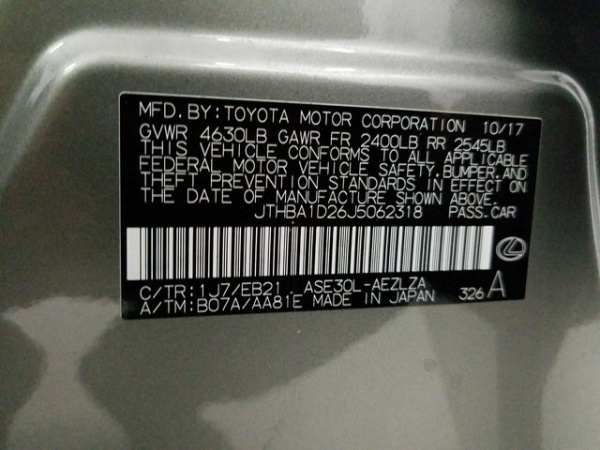 MFD. BY: TOYOTA MOTOR CORPORATION 10/17
GVWR 4630LB GAWR FR 2400LB RR 2545LB
THIS VEHICLE CONFORMS TO ALL APPLICABLE
FEDERAL MOTOR VEHICLE SAFETY, BUMPER, AND
THEFT PREVENTION STANDARDS IN EFFECT ON
THE DATE OF MANUFACTURE SHOWN ABOVE.
JTHBA1D26J5062318 PASS. CAR
C/TR: 1J7/EB21 ASE30L-AEZLZA
A/TM: B07A/AA81E MADE IN JAPAN 326 A